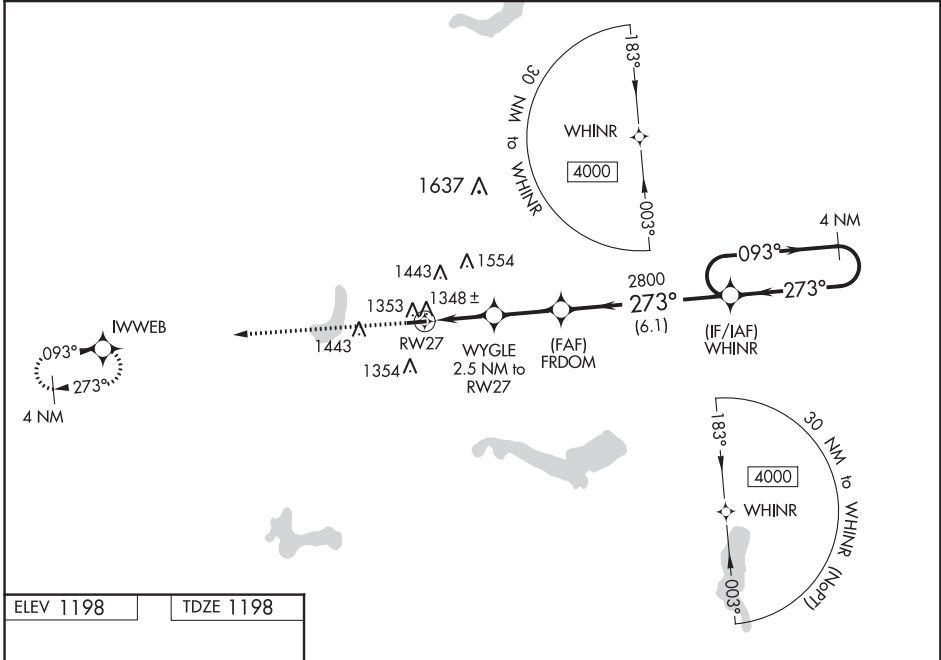 183°
30 NM to WHINR
WHINR
4000
003°
1637
4 NM
093°
1554
1443
2800
273°
273°
(6.1)
1353
1348 ±
(IF/IAF)
WHINR
IWWEB
093°
273°
4 NM
1443
RW27
1354
WYGLE
2.5 NM to
RW27
(FAF)
FRDOM
183°
30 NM to WHINR (NoPT)
4000
WHINR
003°
ELEV 1198
TDZE 1198